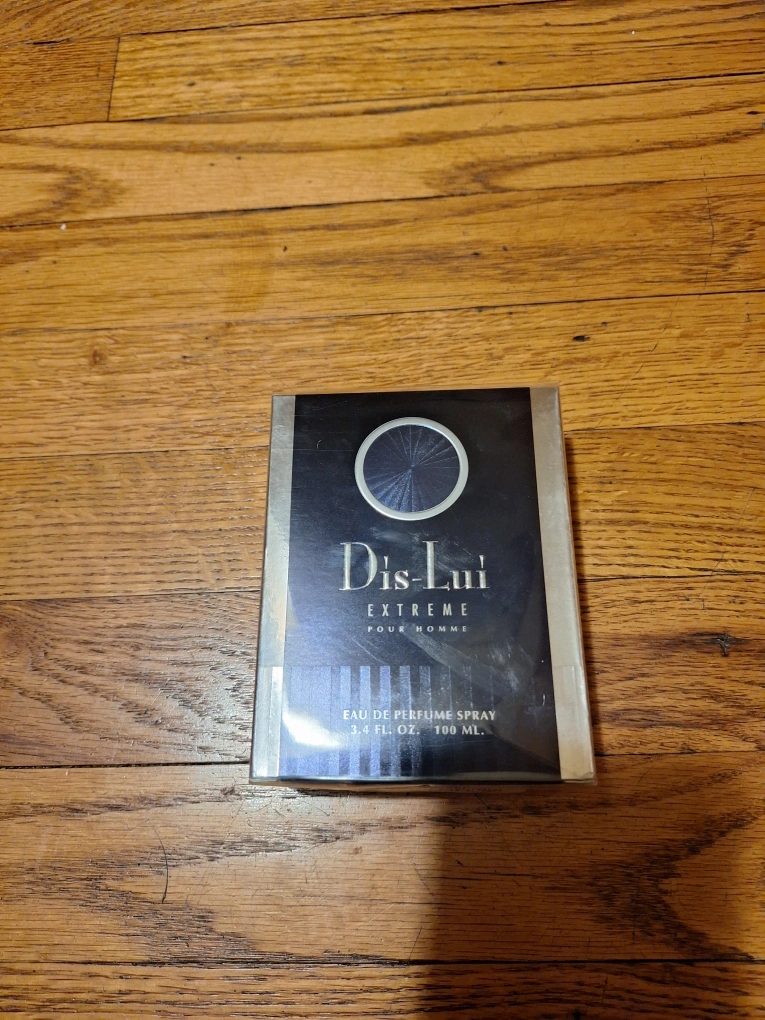 Dis-Lui
EXTREME
POUR HOMME
EAU DE PERFUME SPRAY
3.4 FL. OZ. 100 ML.